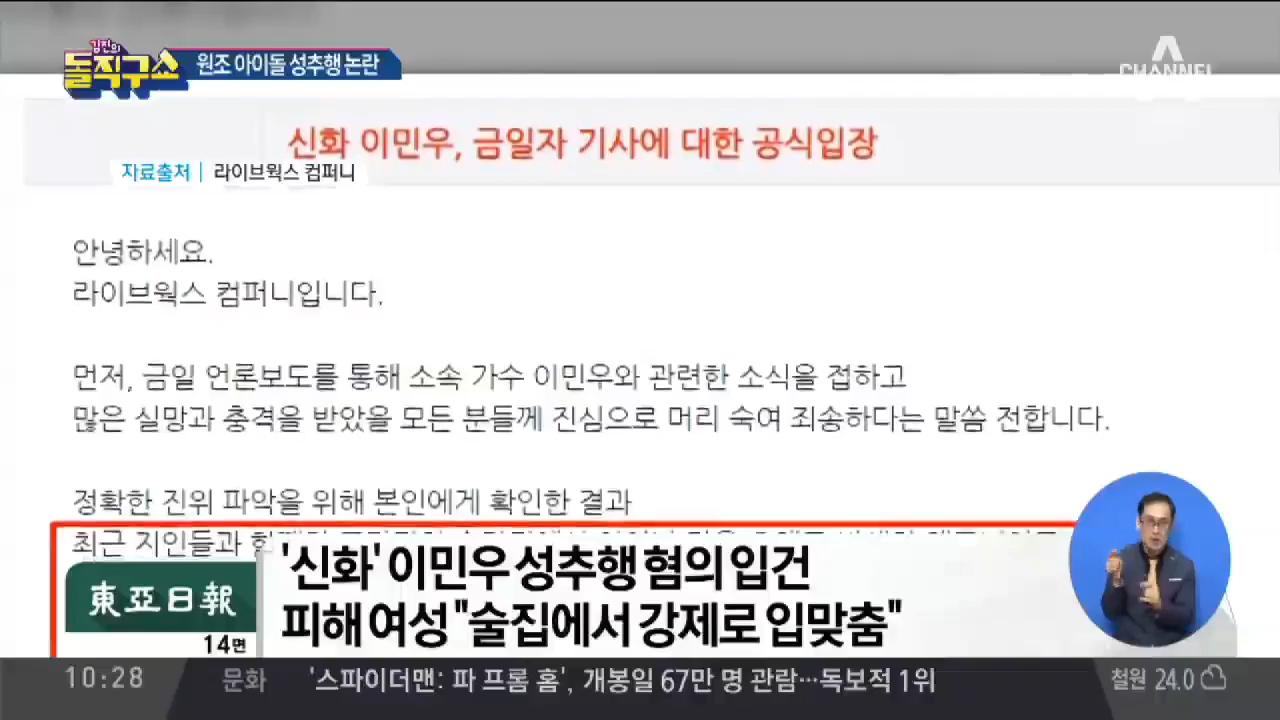 김진의
돌직구쇼
원조 아이돌 성추행 논란
CHANNEL
신화 이민우, 금일자 기사에 대한 공식입장
자료출처 | 라이브웍스 컴퍼니
안녕하세요.
라이브웍스 컴퍼니입니다.
먼저, 금일 언론보도를 통해 소속 가수 이민우와 관련한 소식을 접하고
많은 실망과 충격을 받았을 모든 분들께 진심으로 머리 숙여 죄송하다는 말씀 전합니다.
정확한 진위 파악을 위해 본인에게 확인한 결과
최근 지인들과
東亞日報
14면
'신화' 이민우 성추행 혐의 입건
피해 여성 "술집에서 강제로 입맞춤"
10:28
문화
'스파이더맨: 파 프롬 홈', 개봉일 67만 명 관람…독보적 1위
철원 24.0